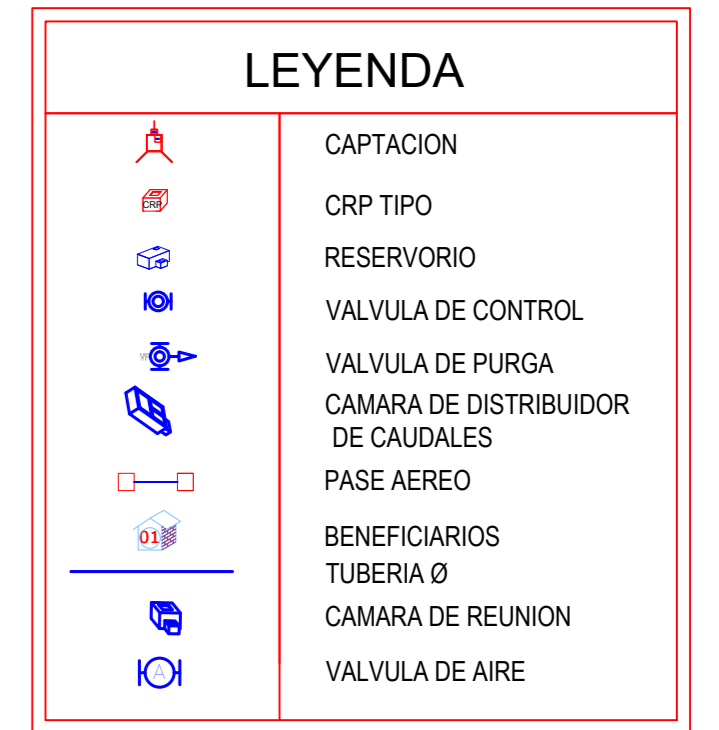 LEYENDA
CAPTACION
CRP
CRP TIPO
RESERVORIO
VALVULA DE CONTROL
VALVULA DE PURGA
CAMARA DE DISTRIBUIDOR
DE CAUDALES
PASE AEREO
01
BENEFICIARIOS
TUBERIA Ø
CAMARA DE REUNION
A
VALVULA DE AIRE